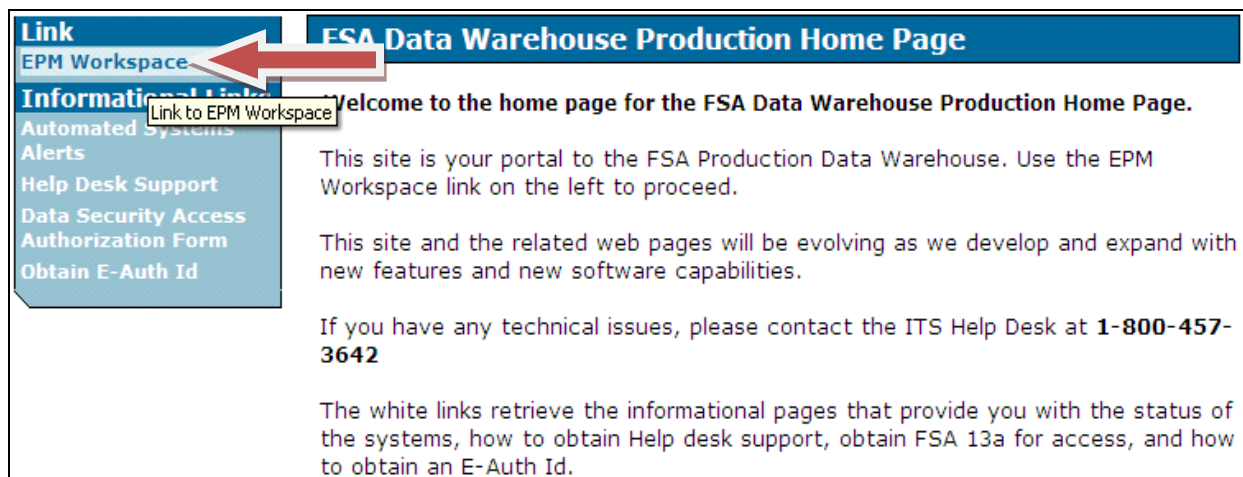 Link
EPM Workspace
Informational Links
Link to EPM Workspace
Automated Systems
Alerts
Help Desk Support
Data Security Access
Authorization Form
Obtain E-Auth Id
FSA Data Warehouse Production Home Page
Welcome to the home page for the FSA Data Warehouse Production Home Page.
This site is your portal to the FSA Production Data Warehouse. Use the EPM
Workspace link on the left to proceed.
This site and the related web pages will be evolving as we develop and expand with
new features and new software capabilities.
If you have any technical issues, please contact the ITS Help Desk at 1-800-457-
3642
The white links retrieve the informational pages that provide you with the status of
the systems, how to obtain Help desk support, obtain FSA 13a for access, and how
to obtain an E-Auth Id.